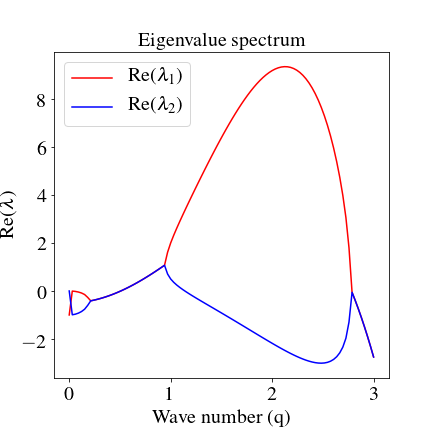 Eigenvalue spectrum
Re(λ₁)
Re(λ₂)
Re(λ)
8
6
4
2
0
−2
0
1
2
3
Wave number (q)